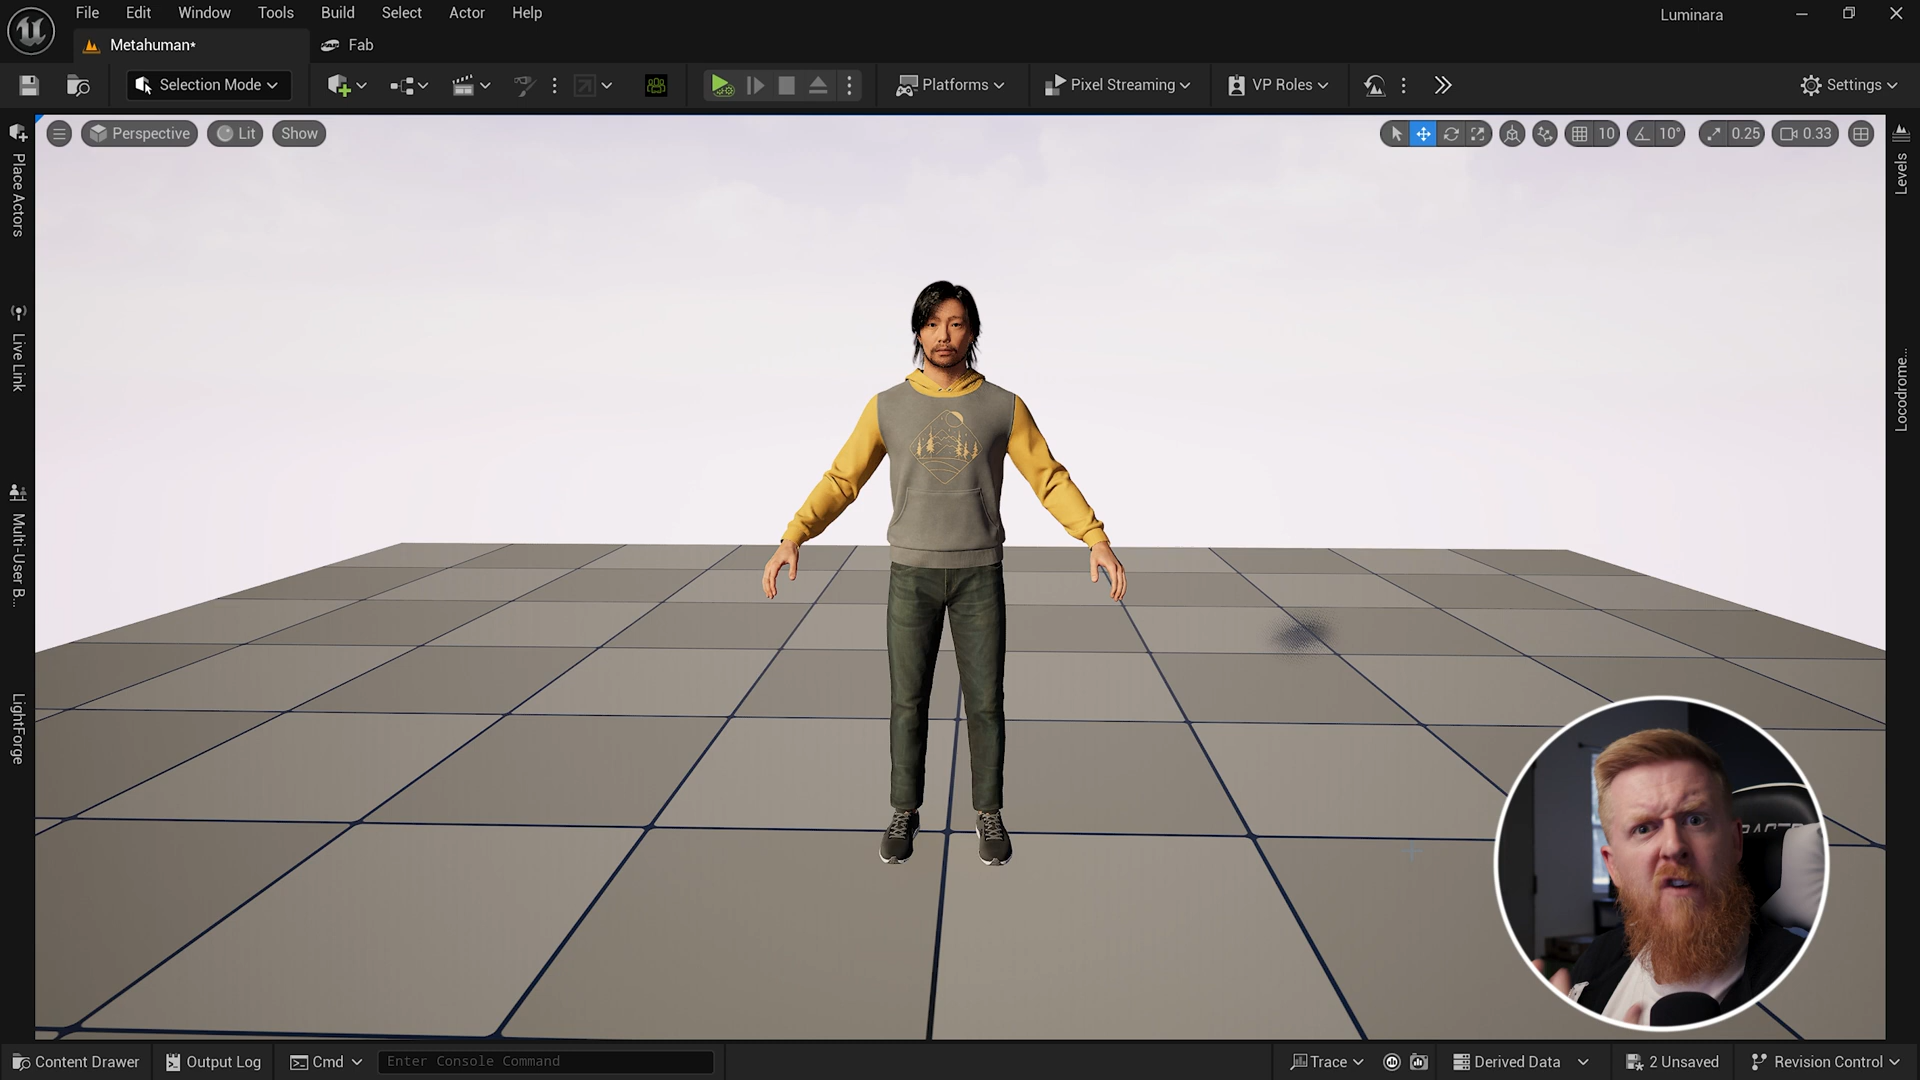 File Edit Window Tools Build Select Actor Help
Luminara
Metahuman*
Fab
Selection Mode
Platforms
Pixel Streaming
VP Roles
Settings
Perspective
Lit
Show
10
10°
0.25
0.33
Place Actors
Live Link
Multi-User B...
LightForge
Levels
Locodrome...
Content Drawer
Output Log
Cmd
Enter Console Command
Trace
Derived Data
2 Unsaved
Revision Control